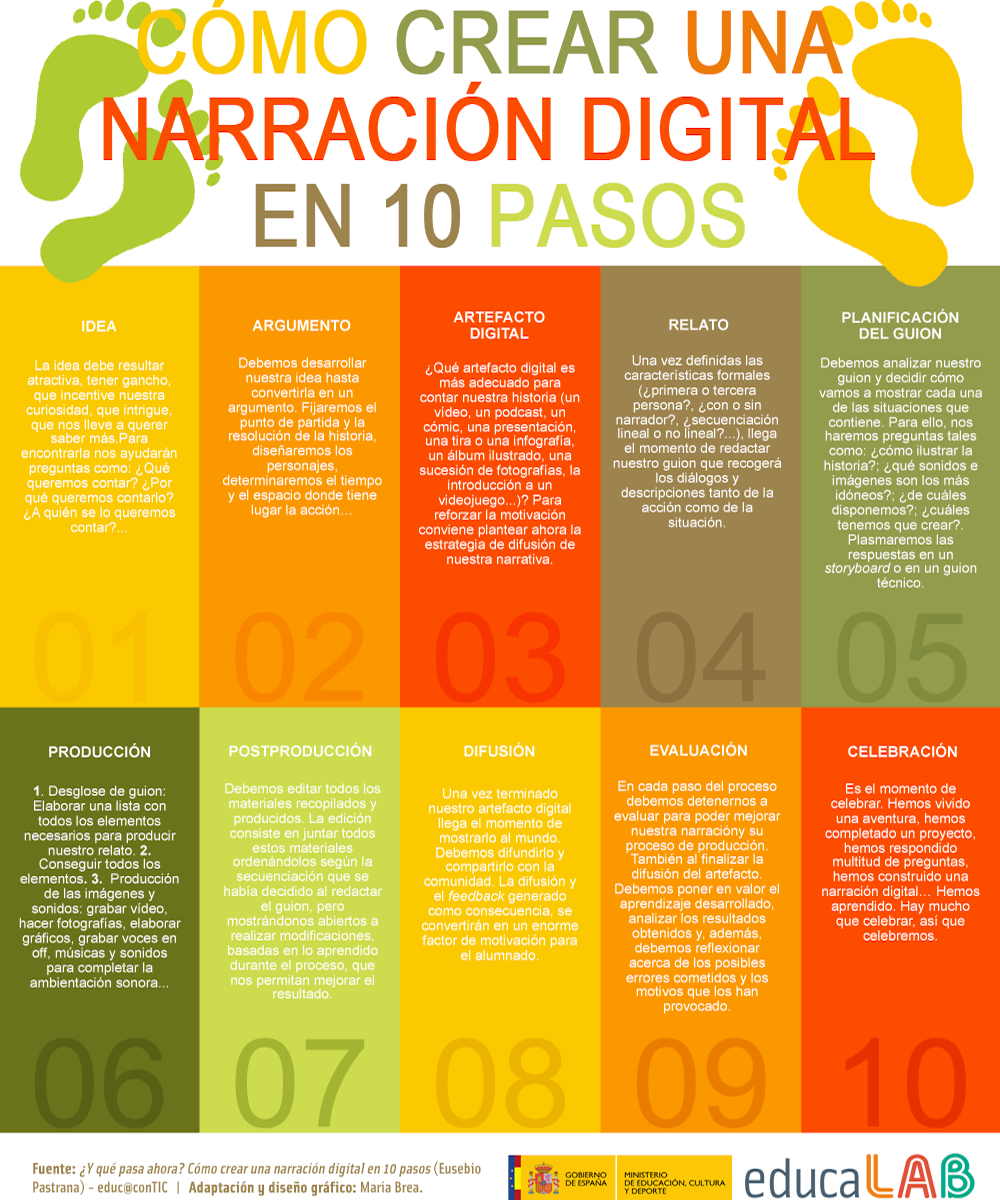 CÓMO CREAR UNA
NARRACIÓN DIGITAL
EN 10 PASOS
IDEA
La idea debe resultar
atractiva, tener gancho,
que incentive nuestra
curiosidad, que intrigue,
que nos lleve a querer
saber más.Para
encontrarla nos ayudarán
preguntas como: ¿Qué
queremos contar? ¿Por
qué queremos contarlo?
¿A quién se lo queremos
contar?...
01
ARGUMENTO
Debemos desarrollar
nuestra idea hasta
convertirla en un
argumento. Fijaremos el
punto de partida y la
resolución de la historia,
diseñaremos los
personajes,
determinaremos el tiempo
y el espacio donde tiene
lugar la acción…
02
ARTEFACTO
DIGITAL
¿Qué artefacto digital es
más adecuado para
contar nuestra historia (un
vídeo, un podcast, un
cómic, una presentación,
una tira o una infografía,
un álbum ilustrado, una
sucesión de fotografías, la
introducción a un
videojuego...)? Para
reforzar la motivación
conviene plantear ahora la
estrategia de difusión de
nuestra narrativa.
03
RELATO
Una vez definidas las
características formales
(¿primera o tercera
persona?, ¿con o sin
narrador?, ¿secuenciación
lineal o no lineal?...), llega
el momento de redactar
nuestro guion que recogerá
los diálogos y
descripciones tanto de la
acción como de la
situación.
04
PLANIFICACIÓN
DEL GUION
Debemos analizar nuestro
guion y decidir cómo
vamos a mostrar cada una
de las situaciones que
contiene. Para ello, nos
haremos preguntas tales
como: ¿cómo ilustrar la
historia?; ¿qué sonidos e
imágenes son los más
idóneos?; ¿de cuáles
disponemos?; ¿cuáles
tenemos que crear?.
Plasmaremos las
respuestas en un
storyboard o en un guion
técnico.
05
PRODUCCIÓN
1. Desglose de guion:
Elaborar una lista con
todos los elementos
necesarios para producir
nuestro relato. 2.
Conseguir todos los
elementos. 3. Producción
de las imágenes y
sonidos: grabar vídeo,
hacer fotografías, elaborar
gráficos, grabar voces en
off, músicas y sonidos
para completar la
ambientación sonora...
06
POSTPRODUCCIÓN
Debemos editar todos los
materiales recopilados y
producidos. La edición
consiste en juntar todos
estos materiales
ordenándolos según la
secuenciación que se
había decidido al redactar
el guion, pero
mostrándonos abiertos a
realizar modificaciones,
basadas en lo aprendido
durante el proceso, que
nos permitan mejorar el
resultado.
07
DIFUSIÓN
Una vez terminado
nuestro artefacto digital
llega el momento de
mostrarlo al mundo.
Debemos difundirlo y
compartirlo con la
comunidad. La difusión y
el feedback generado
como consecuencia, se
convertirán en un enorme
factor de motivación para
el alumnado.
08
EVALUACIÓN
En cada paso del proceso
debemos detenernos a
evaluar para poder mejorar
nuestra narracióny su
proceso de producción.
También al finalizar la
difusión del artefacto.
Debemos poner en valor el
aprendizaje desarrollado,
analizar los resultados
obtenidos y, además,
debemos reflexionar
acerca de los posibles
errores cometidos y los
motivos que los han
provocado.
09
CELEBRACIÓN
Es el momento de
celebrar. Hemos vivido
una aventura, hemos
completado un proyecto,
hemos respondido
multitud de preguntas,
hemos construido una
narración digital… Hemos
aprendido. Hay mucho
que celebrar, así que
celebremos.
10
Fuente: ¿Y qué pasa ahora? Cómo crear una narración digital en 10 pasos (Eusebio
Pastrana) - educ@conTIC | Adaptación y diseño gráfico: María Brea.
GOBIERNO
DE ESPAÑA
MINISTERIO
DE EDUCACIÓN, CULTURA
Y DEPORTE
educaLAB